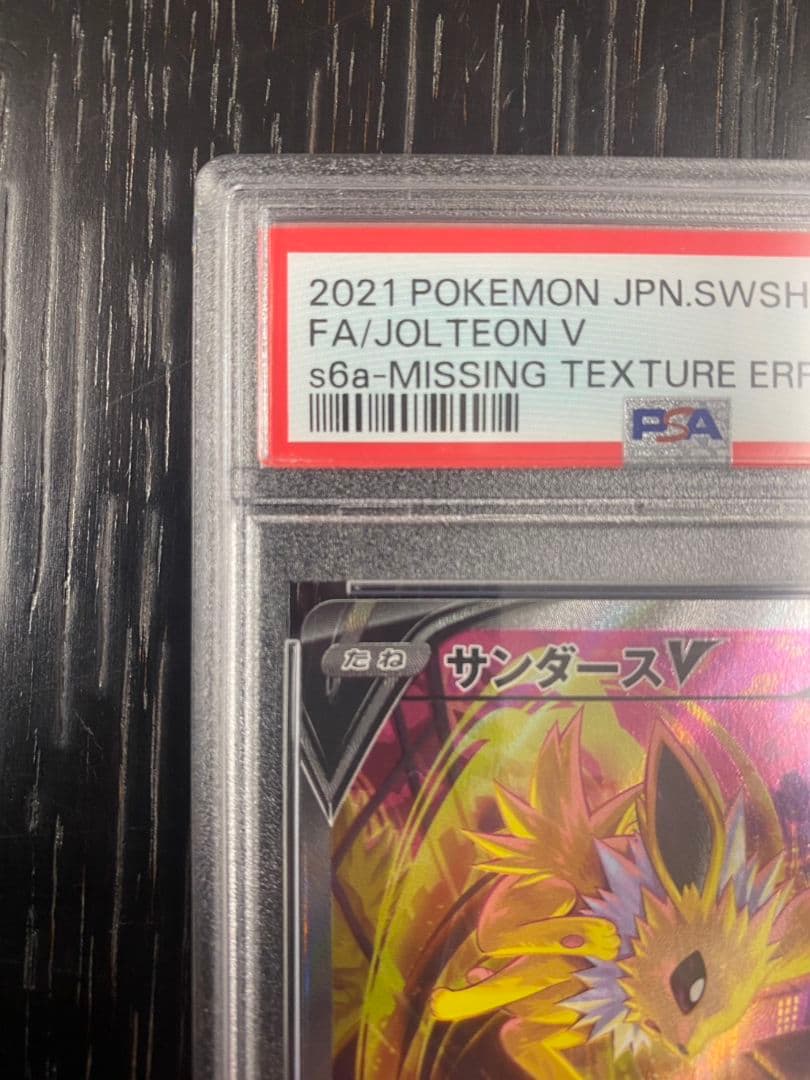 2021 POKEMON JPN.SWSH
FA/JOLTEON V
s6a-MISSING TEXTURE ERR
PSA
たね サンダースV